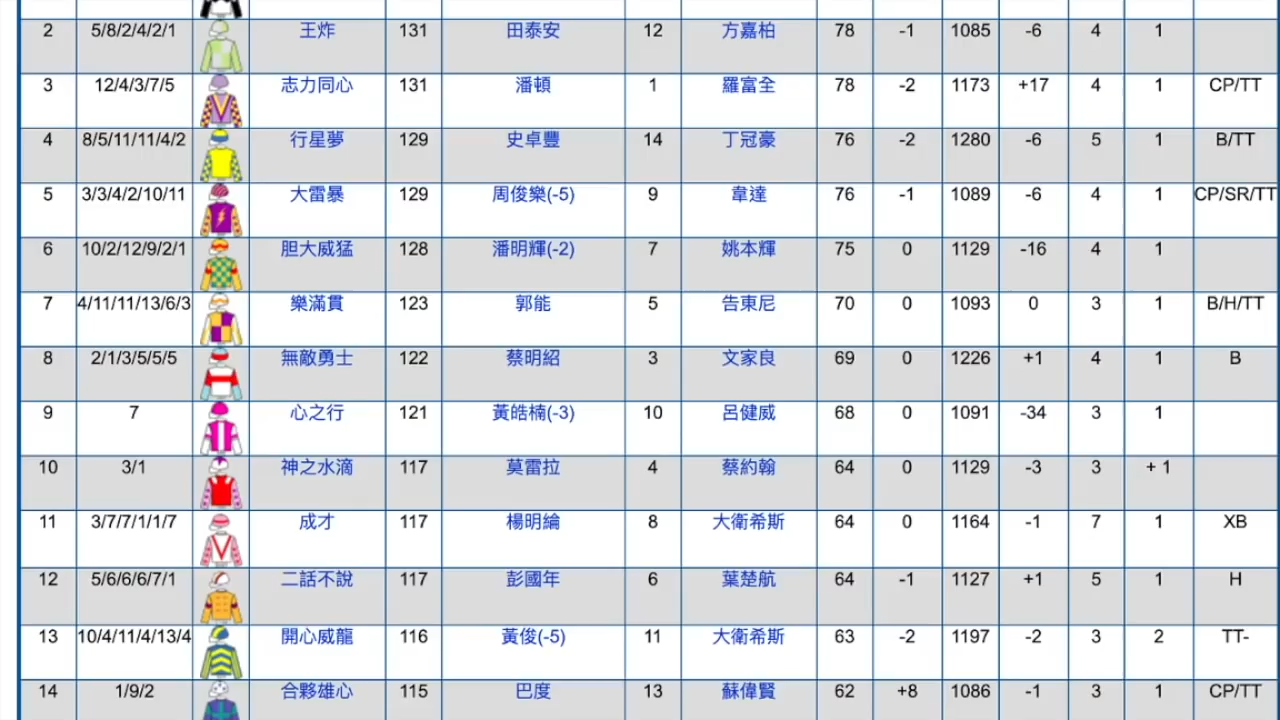 2 5/8/2/4/2/1 王炸 131 田泰安 12 方嘉柏 78 -1 1085 -6 4 1
3 12/4/3/7/5 志力同心 131 潘頓 1 羅富全 78 -2 1173 +17 4 1 CP/TT
4 8/5/11/11/4/2 行星夢 129 史卓豐 14 丁冠豪 76 -2 1280 -6 5 1 B/TT
5 3/3/4/2/10/11 大雷暴 129 周俊樂(-5) 9 韋達 76 -1 1089 -6 4 1 CP/SR/TT
6 10/2/12/9/2/1 胆大威猛 128 潘明輝(-2) 7 姚本輝 75 0 1129 -16 4 1
7 4/11/11/13/6/3 樂滿貫 123 郭能 5 告東尼 70 0 1093 0 3 1 B/H/TT
8 2/1/3/5/5/5 無敵勇士 122 蔡明紹 3 文家良 69 0 1226 +1 4 1 B
9 7 心之行 121 黃皓楠(-3) 10 呂健威 68 0 1091 -34 3 1
10 3/1 神之水滴 117 莫雷拉 4 蔡約翰 64 0 1129 -3 3 + 1
11 3/7/7/1/1/7 成才 117 楊明綸 8 大衛希斯 64 0 1164 -1 7 1 XB
12 5/6/6/6/7/1 二話不說 117 彭國年 6 葉楚航 64 -1 1127 +1 5 1 H
13 10/4/11/4/13/4 開心威龍 116 黃俊(-5) 11 大衛希斯 63 -2 1197 -2 3 2 TT-
14 1/9/2 合夥雄心 115 巴度 13 蘇偉賢 62 +8 1086 -1 3 1 CP/TT